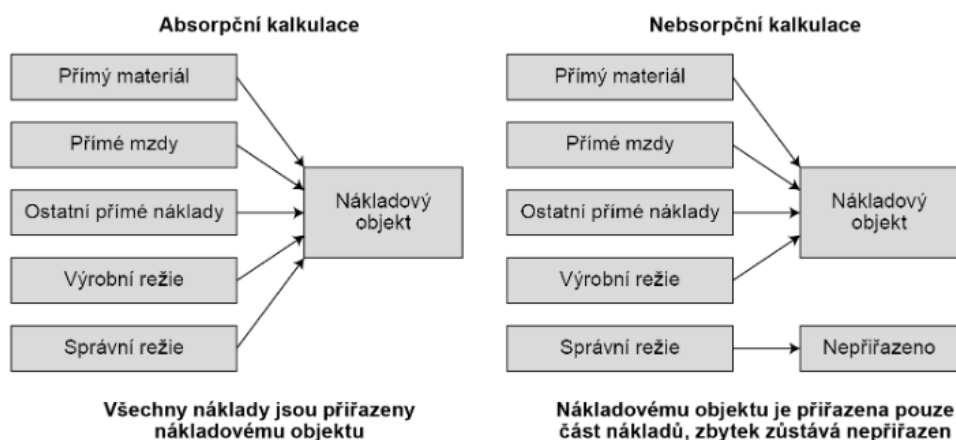 Absorpční kalkulace
Přímý materiál
Přímé mzdy
Ostatní přímé náklady
Výrobní režie
Správní režie
Nákladový
objekt
Všechny náklady jsou přiřazeny
nákladovému objektu
Nebsorpční kalkulace
Přímý materiál
Přímé mzdy
Ostatní přímé náklady
Výrobní režie
Správní režie
Nákladový
objekt
Nepřiřazeno
Nákladovému objektu je přiřazena pouze
část nákladů, zbytek zůstává nepřiřazen